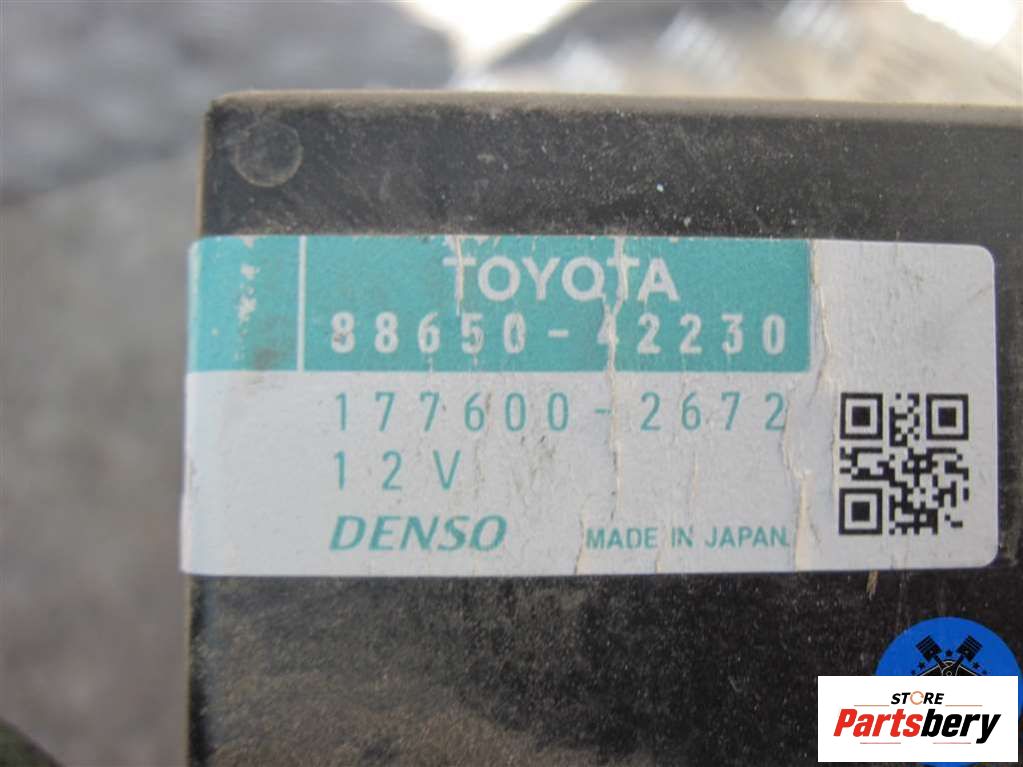 TOYOTA
88650-42230
177600-2672
12V
DENSO MADE IN JAPAN
STORE
Partsbery